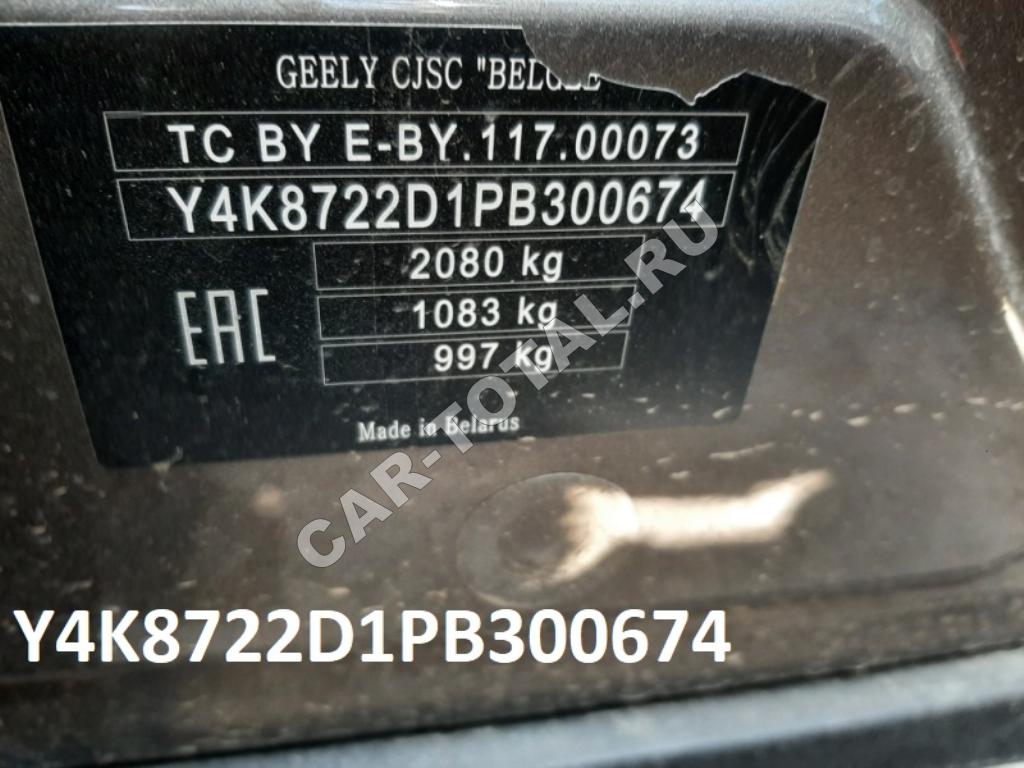 GEELY CJSC "BELGEE"
TC BY E-BY.117.00073
Y4K8722D1PB300674
2080 kg
EAC
1083 kg
997 kg
Made in Belarus
CAR-TOTAL.RU
Y4K8722D1PB300674